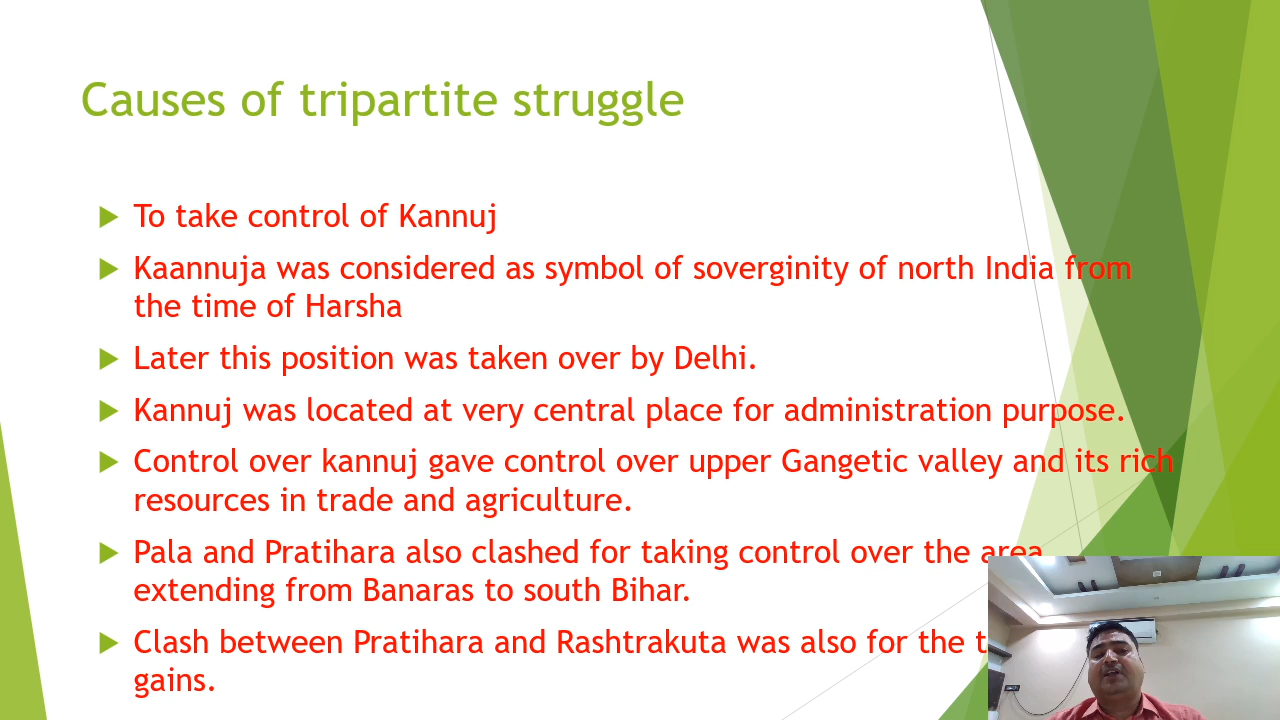 Causes of tripartite struggle
To take control of Kannuj
Kaannuja was considered as symbol of soverginity of north India from
the time of Harsha
Later this position was taken over by Delhi.
Kannuj was located at very central place for administration purpose.
Control over kannuj gave control over upper Gangetic valley and its rich
resources in trade and agriculture.
Pala and Pratihara also clashed for taking control over the area
extending from Banaras to south Bihar.
Clash between Pratihara and Rashtrakuta was also for the
gains.